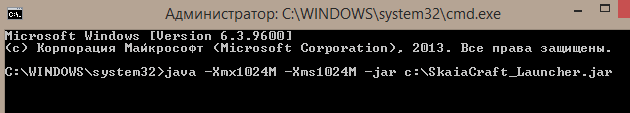 Администратор: C:\WINDOWS\system32\cmd.exe
Microsoft Windows [Version 6.3.9600]
(c) Корпорация Майкрософт (Microsoft Corporation), 2013. Все права защищены.
C:\WINDOWS\system32>java -Xmx1024M -Xms1024M -jar c:\SkaiaCraft_Launcher.jar